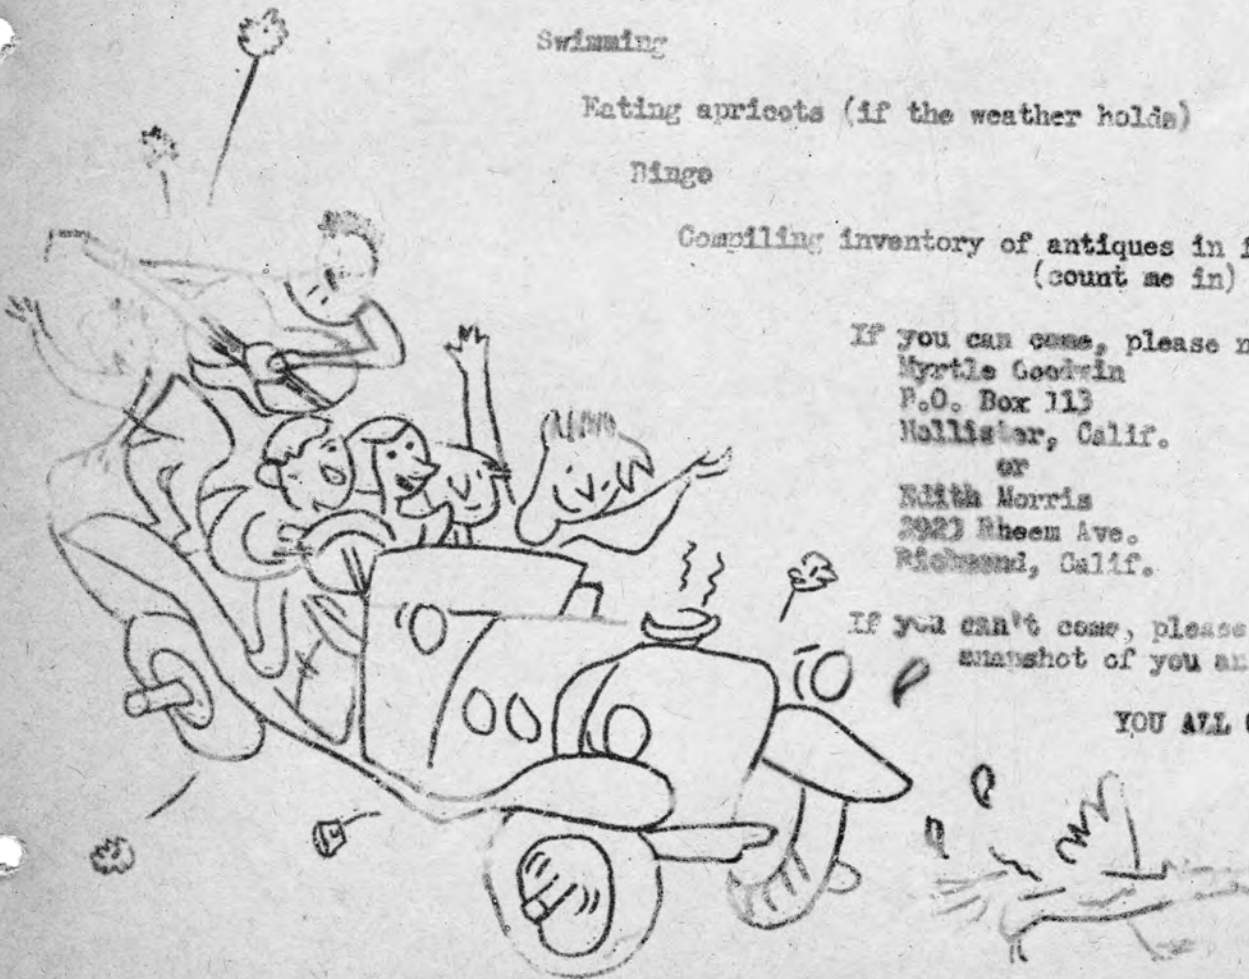 Swimming
Eating apricots (if the weather holds)
Bingo
Compiling inventory of antiques in
(count me in)
If you can come, please
Myrtle Goodwin
P.O. Box 113
Hollister, Calif.
or
Edith Morris
Rheem Ave.
Richmond, Calif.
If you can't come, please
snapshot of you
YOU ALL